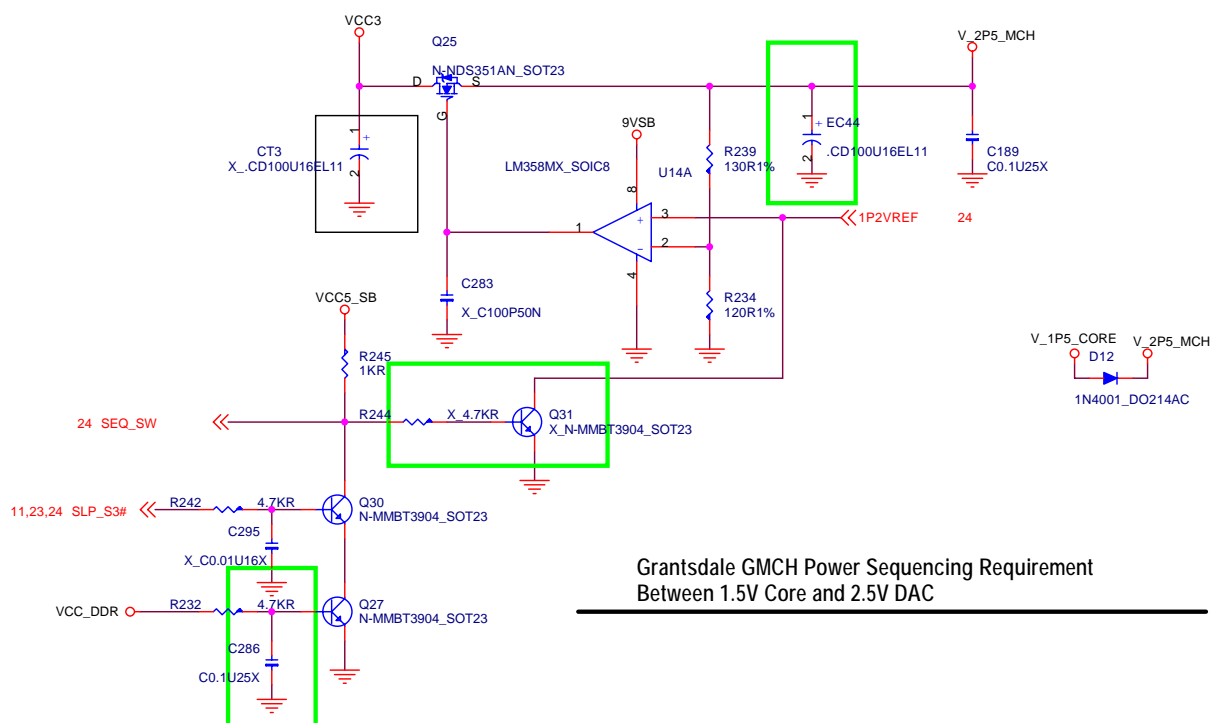 VCC3
Q25
N-NDS351AN_SOT23
D
S
G
V_2P5_MCH
1
+
CT3
X_.CD100U16EL11
2
9VSB
LM358MX_SOIC8
U14A
8
3
+
1
2
-
4
R239
130R1%
1
+ EC44
.CD100U16EL11
2
C189
C0.1U25X
1P2VREF 24
C283
X_C100P50N
R234
120R1%
VCC5_SB
R245
1KR
V_1P5_CORE
V_2P5_MCH
D12
1N4001_DO214AC
24 SEQ_SW
R244
X_4.7KR
Q31
X_N-MMBT3904_SOT23
11,23,24 SLP_S3#
R242
4.7KR
Q30
N-MMBT3904_SOT23
C295
X_C0.01U16X
VCC_DDR
R232
4.7KR
Q27
N-MMBT3904_SOT23
C286
C0.1U25X
Grantsdale GMCH Power Sequencing Requirement
Between 1.5V Core and 2.5V DAC